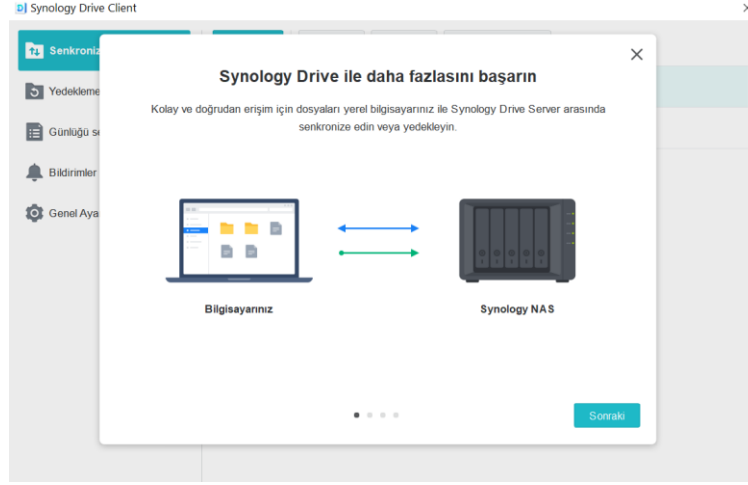 Synology Drive Client
Senkroniz
Yedekleme
Günlüğü s
Bildirimler
Genel Aya
Synology Drive ile daha fazlasını başarın
Kolay ve doğrudan erişim için dosyaları yerel bilgisayarınız ile Synology Drive Server arasında
senkronize edin veya yedekleyin.
Bilgisayarınız
Synology NAS
Sonraki